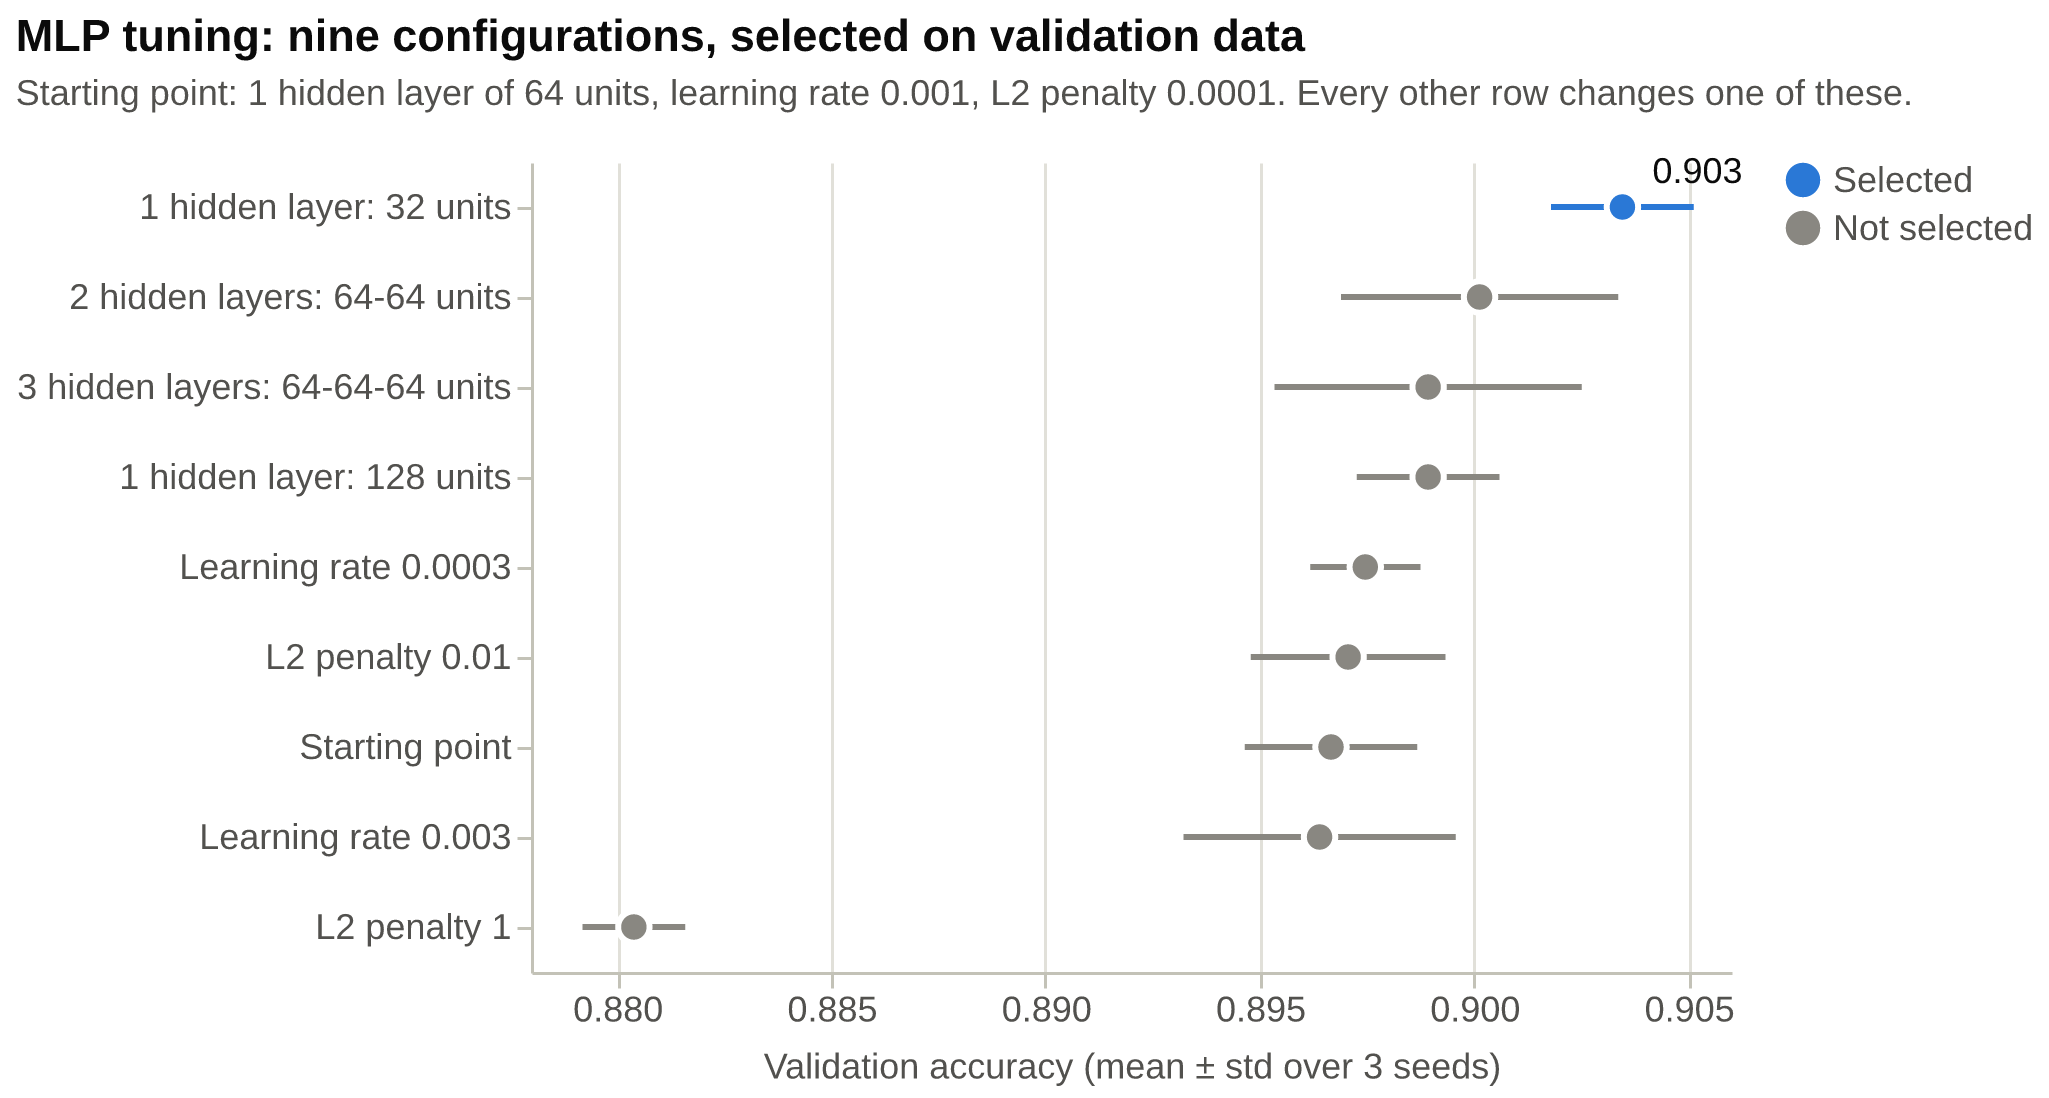 MLP tuning: nine configurations, selected on validation data
Starting point: 1 hidden layer of 64 units, learning rate 0.001, L2 penalty 0.0001. Every other row changes one of these.
0.903
Selected
Not selected
1 hidden layer: 32 units
2 hidden layers: 64-64 units
3 hidden layers: 64-64-64 units
1 hidden layer: 128 units
Learning rate 0.0003
L2 penalty 0.01
Starting point
Learning rate 0.003
L2 penalty 1
0.880 0.885 0.890 0.895 0.900 0.905
Validation accuracy (mean ± std over 3 seeds)